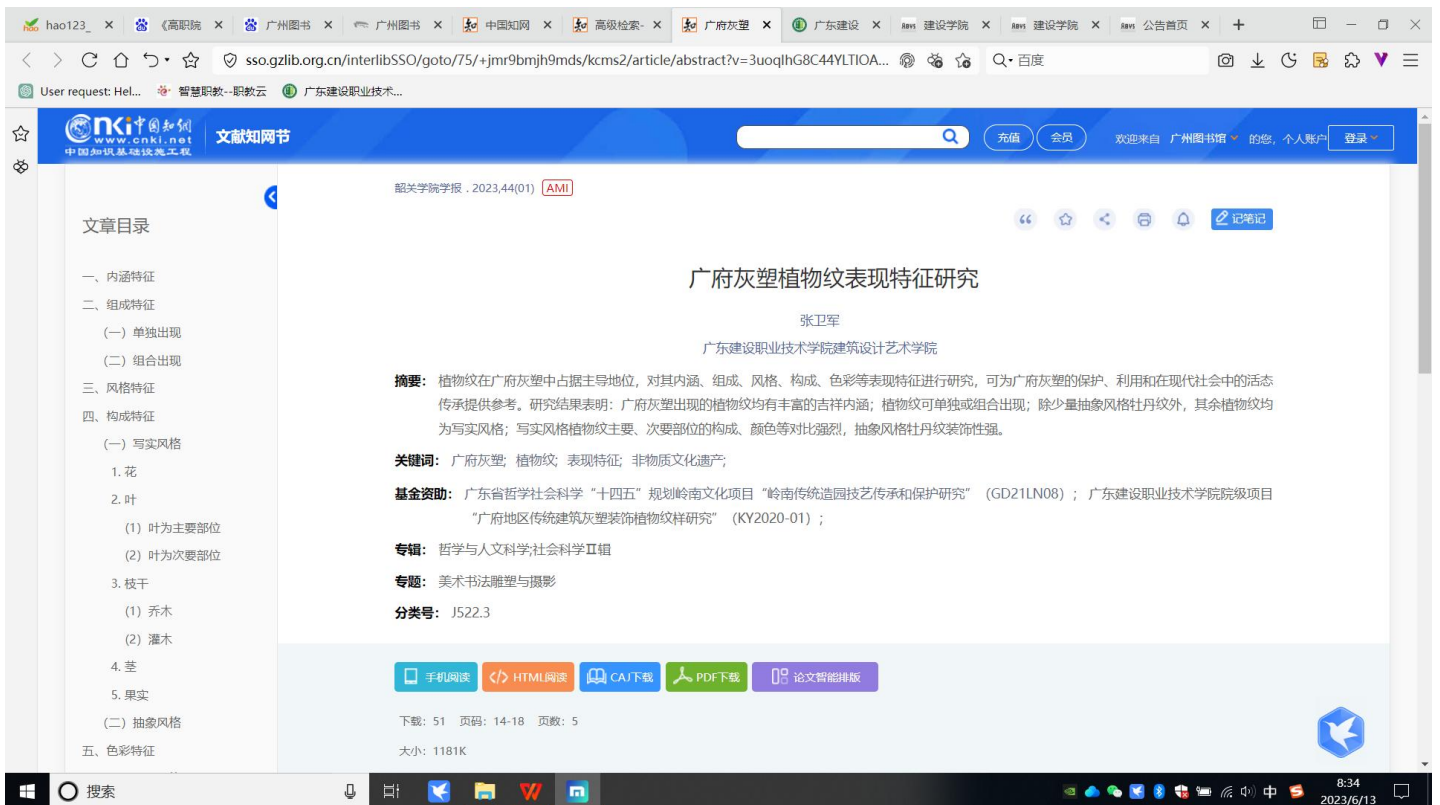 hao123_ 《高职院 广州图书 广州图书 中国知网 高级检索- 广府灰塑 广东建设 建设学院 建设学院 公告首页
sso.gzlib.org.cn/interlibSSO/goto/75/+jmr9bmjh9mds/kcms2/article/abstract?v=3uoqIhG8C44YLTIOA... 百度
User request: Hel... 智慧职教--职教云 广东建设职业技术...
cnki中国知网
www.cnki.net
中国知识基础设施工程
文献知网节
充值 会员 欢迎来自 广州图书馆 的您，个人账户 登录
文章目录
一、内涵特征
二、组成特征
（一）单独出现
（二）组合出现
三、风格特征
四、构成特征
（一）写实风格
1. 花
2. 叶
（1）叶为主要部位
（2）叶为次要部位
3. 枝干
（1）乔木
（2）灌木
4. 茎
5. 果实
（二）抽象风格
五、色彩特征
韶关学院学报 . 2023,44(01) AMI
记笔记
广府灰塑植物纹表现特征研究
张卫军
广东建设职业技术学院建筑设计艺术学院
摘要： 植物纹在广府灰塑中占据主导地位，对其内涵、组成、风格、构成、色彩等表现特征进行研究，可为广府灰塑的保护、利用和在现代社会中的活态
传承提供参考。研究结果表明：广府灰塑出现的植物纹均有丰富的吉祥内涵；植物纹可单独或组合出现；除少量抽象风格牡丹纹外，其余植物纹均
为写实风格；写实风格植物纹主要、次要部位的构成、颜色等对比强烈，抽象风格牡丹纹装饰性强。
关键词： 广府灰塑; 植物纹; 表现特征; 非物质文化遗产;
基金资助： 广东省哲学社会科学“十四五”规划岭南文化项目“岭南传统造园技艺传承和保护研究”（GD21LN08）; 广东建设职业技术学院院级项目
“广府地区传统建筑灰塑装饰植物纹样研究”（KY2020-01）;
专辑： 哲学与人文科学;社会科学Ⅱ辑
专题： 美术书法雕塑与摄影
分类号： J522.3
手机阅读 HTML阅读 CAJ下载 PDF下载 论文智能排版
下载：51 页码：14-18 页数：5
大小：1181K
搜索
中
8:34
2023/6/13